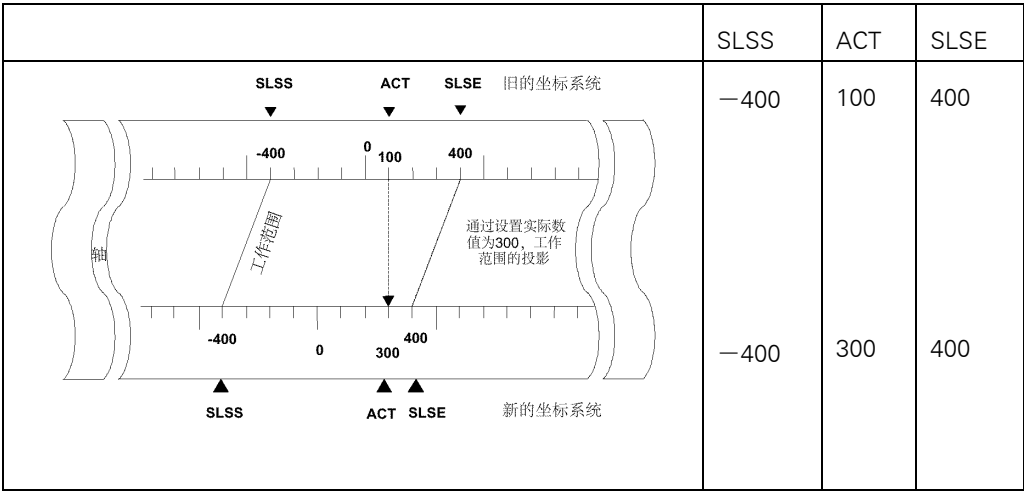 SLSS ACT SLSE
SLSS ACT SLSE 旧的坐标系统
－400 100 400
-400 0 100 400
工作范围
通过设置实际数
值为300，工作
范围的投影
轴
-400 0 300 400
－400 300 400
SLSS ACT SLSE 新的坐标系统